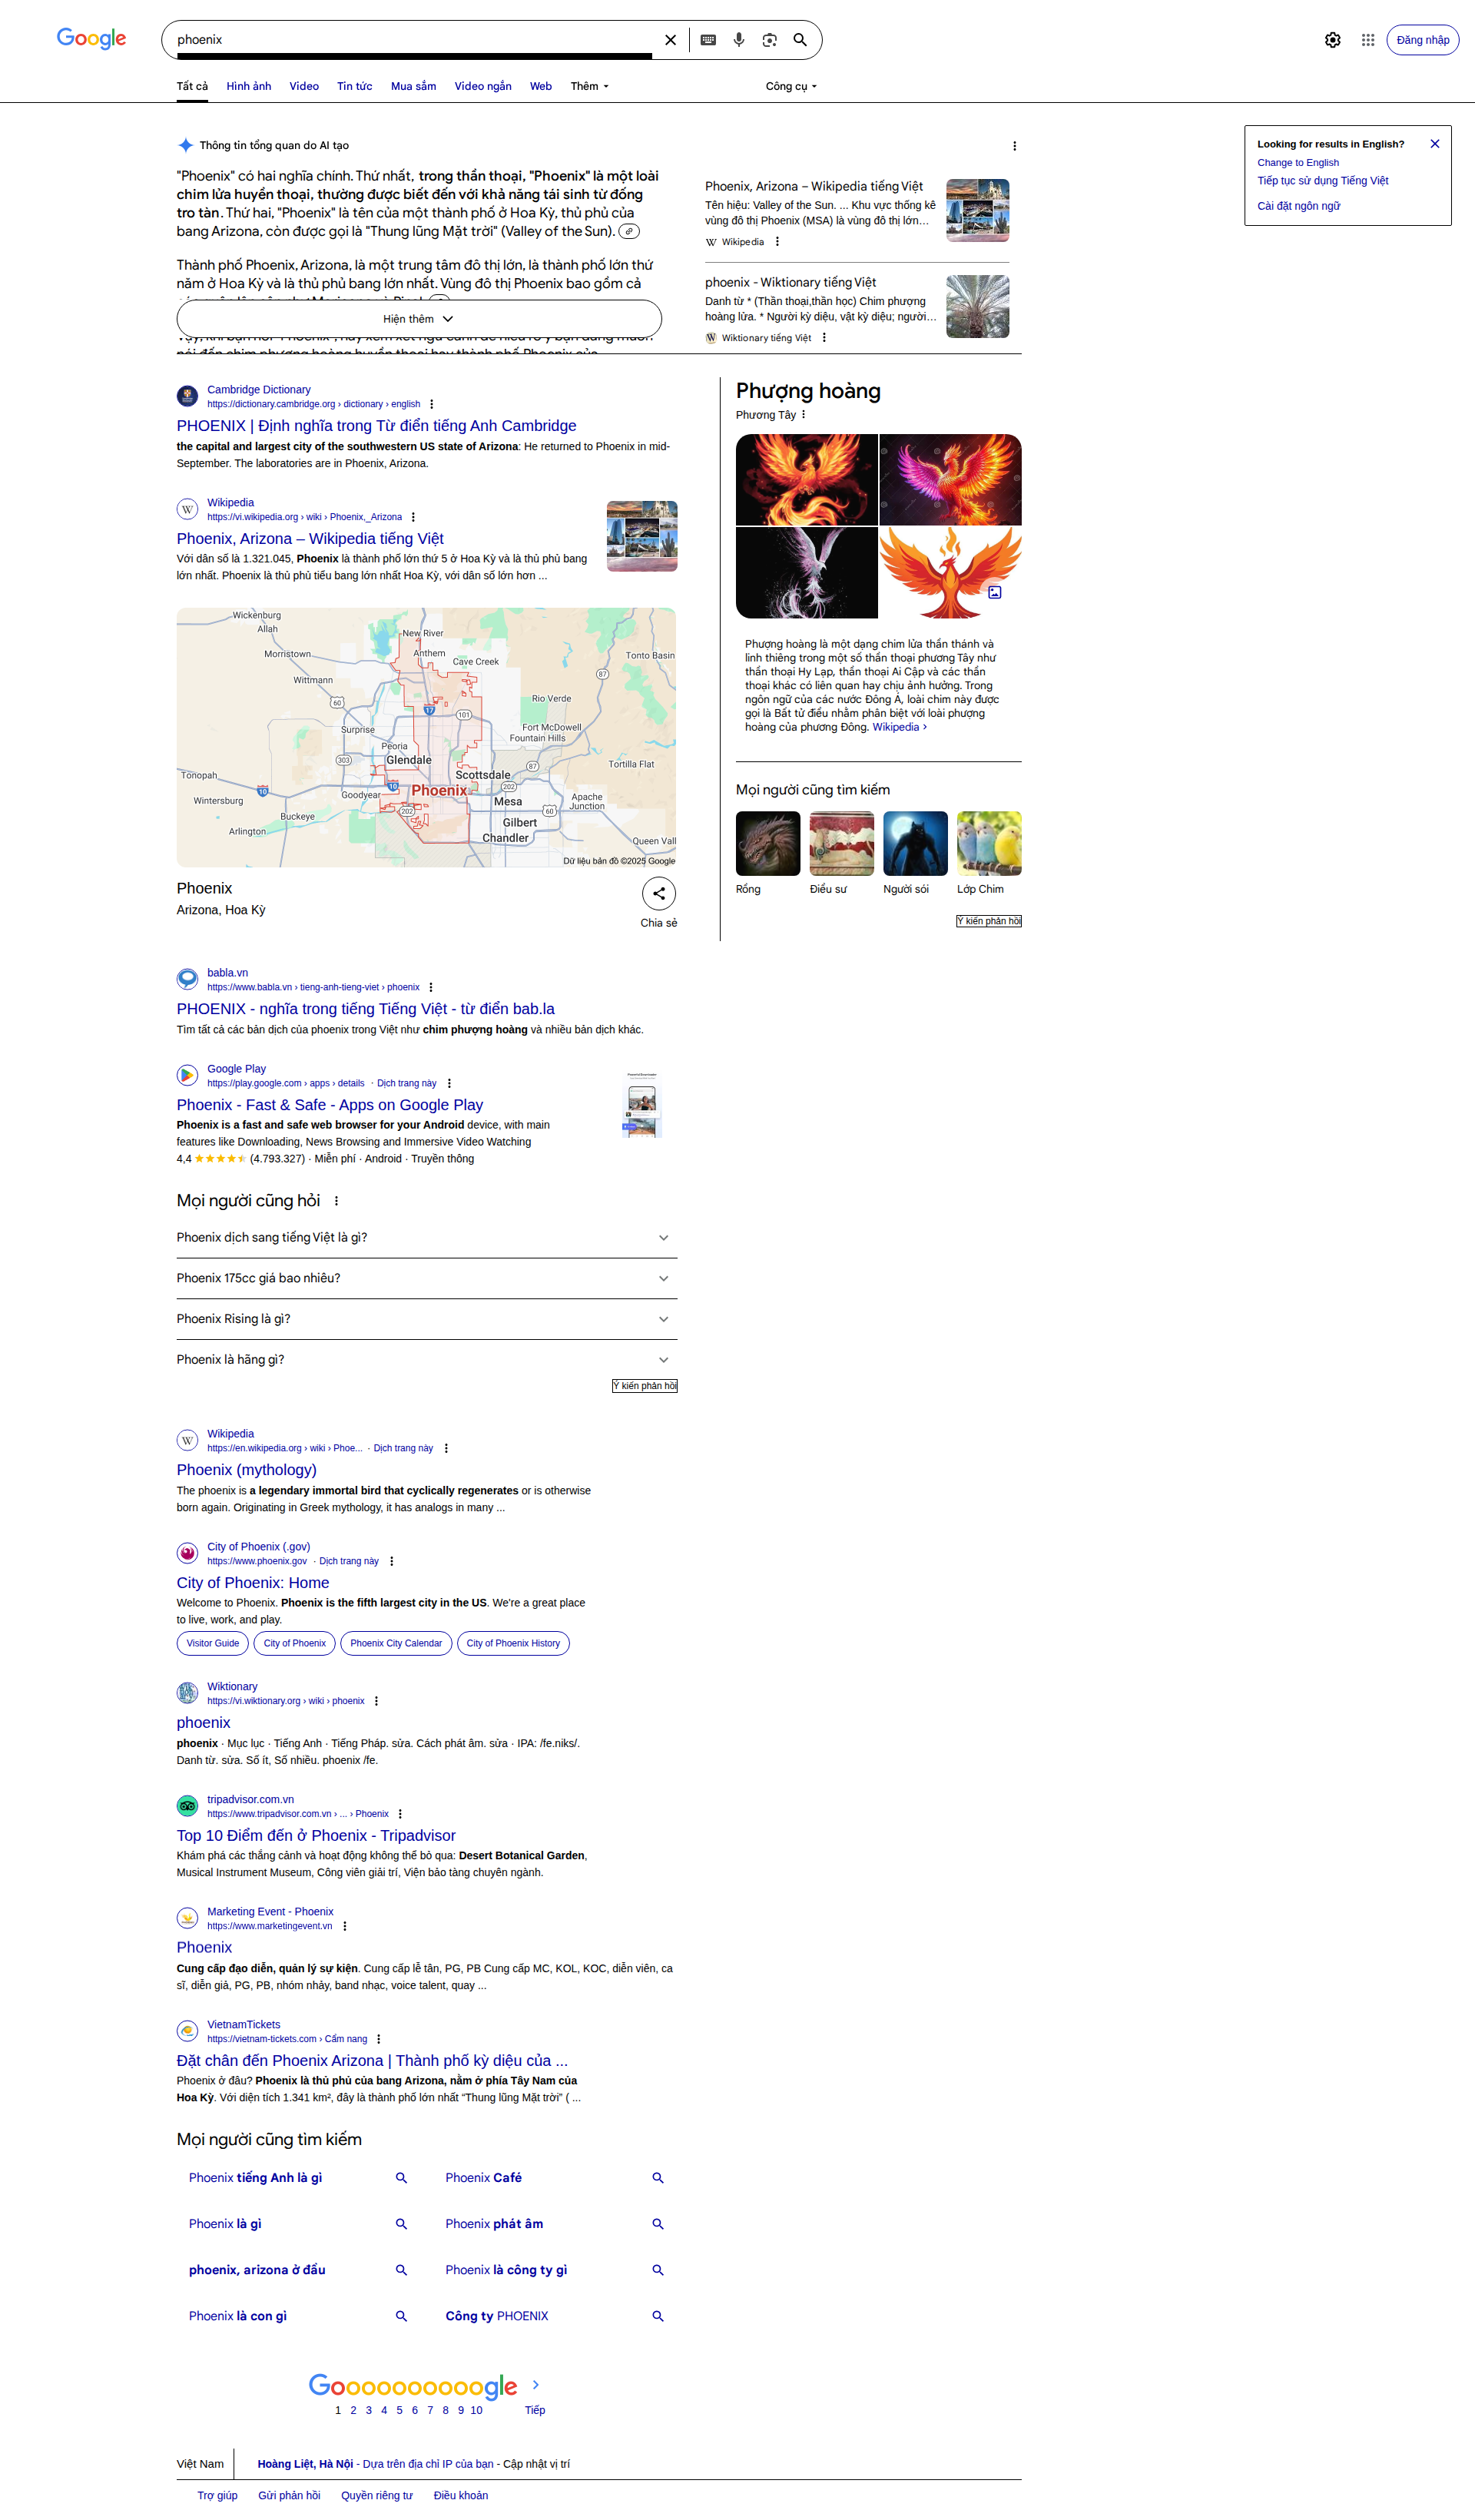 Google
phoenix
Đăng nhập
Tất cả
Hình ảnh
Video
Tin tức
Mua sắm
Video ngắn
Web
Thêm
Công cụ
Looking for results in English?
Change to English
Tiếp tục sử dụng Tiếng Việt
Cài đặt ngôn ngữ
Thông tin tổng quan do AI tạo
"Phoenix" có hai nghĩa chính. Thứ nhất, trong thần thoại, "Phoenix" là một loài
chim lửa huyền thoại, thường được biết đến với khả năng tái sinh từ đống
tro tàn. Thứ hai, "Phoenix" là tên của một thành phố ở Hoa Kỳ, thủ phủ của
bang Arizona, còn được gọi là "Thung lũng Mặt trời" (Valley of the Sun).
Thành phố Phoenix, Arizona, là một trung tâm đô thị lớn, là thành phố lớn thứ
năm ở Hoa Kỳ và là thủ phủ bang lớn nhất. Vùng đô thị Phoenix bao gồm cả
Hiện thêm
Phoenix, Arizona – Wikipedia tiếng Việt
Tên hiệu: Valley of the Sun. ... Khu vực thống kê
vùng đô thị Phoenix (MSA) là vùng đô thị lớn…
Wikipedia
phoenix - Wiktionary tiếng Việt
Danh từ * (Thần thoại,thần học) Chim phượng
hoàng lửa. * Người kỳ diệu, vật kỳ diệu; người…
Wiktionary tiếng Việt
Cambridge Dictionary
https://dictionary.cambridge.org › dictionary › english
PHOENIX | Định nghĩa trong Từ điển tiếng Anh Cambridge
the capital and largest city of the southwestern US state of Arizona: He returned to Phoenix in mid-
September. The laboratories are in Phoenix, Arizona.
Wikipedia
https://vi.wikipedia.org › wiki › Phoenix,_Arizona
Phoenix, Arizona – Wikipedia tiếng Việt
Với dân số là 1.321.045, Phoenix là thành phố lớn thứ 5 ở Hoa Kỳ và là thủ phủ bang
lớn nhất. Phoenix là thủ phủ tiểu bang lớn nhất Hoa Kỳ, với dân số lớn hơn ...
Wickenburg
Allah
Morristown
Wittmann
New River
Anthem
Cave Creek
Tonto Basin
87
60
17
101
Rio Verde
Surprise
Fort McDowell
Fountain Hills
Peoria
303
Glendale
Scottsdale
87
Tortilla Flat
Tonopah
10
10
Phoenix
202
Goodyear
Wintersburg
Mesa
Apache
Junction
202
60
Buckeye
Gilbert
Arlington
Chandler
Queen Vall
Dữ liệu bản đồ ©2025 Google
Phoenix
Arizona, Hoa Kỳ
Chia sẻ
Phượng hoàng
Phương Tây
Phượng hoàng là một dạng chim lửa thần thánh và
linh thiêng trong một số thần thoại phương Tây như
thần thoại Hy Lạp, thần thoại Ai Cập và các thần
thoại khác có liên quan hay chịu ảnh hưởng. Trong
ngôn ngữ của các nước Đông Á, loài chim này được
gọi là Bất tử điểu nhằm phân biệt với loài phượng
hoàng của phương Đông. Wikipedia ›
Mọi người cũng tìm kiếm
Rồng
Điểu sư
Người sói
Lớp Chim
Ý kiến phản hồi
babla.vn
https://www.babla.vn › tieng-anh-tieng-viet › phoenix
PHOENIX - nghĩa trong tiếng Tiếng Việt - từ điển bab.la
Tìm tất cả các bản dịch của phoenix trong Việt như chim phượng hoàng và nhiều bản dịch khác.
Google Play
https://play.google.com › apps › details · Dịch trang này
Phoenix - Fast & Safe - Apps on Google Play
Phoenix is a fast and safe web browser for your Android device, with main
features like Downloading, News Browsing and Immersive Video Watching
4,4 (4.793.327) · Miễn phí · Android · Truyền thông
Mọi người cũng hỏi
Phoenix dịch sang tiếng Việt là gì?
Phoenix 175cc giá bao nhiêu?
Phoenix Rising là gì?
Phoenix là hãng gì?
Ý kiến phản hồi
Wikipedia
https://en.wikipedia.org › wiki › Phoe... · Dịch trang này
Phoenix (mythology)
The phoenix is a legendary immortal bird that cyclically regenerates or is otherwise
born again. Originating in Greek mythology, it has analogs in many ...
City of Phoenix (.gov)
https://www.phoenix.gov · Dịch trang này
City of Phoenix: Home
Welcome to Phoenix. Phoenix is the fifth largest city in the US. We're a great place
to live, work, and play.
Visitor Guide
City of Phoenix
Phoenix City Calendar
City of Phoenix History
Wiktionary
https://vi.wiktionary.org › wiki › phoenix
phoenix
phoenix · Mục lục · Tiếng Anh · Tiếng Pháp. sửa. Cách phát âm. sửa · IPA: /fe.niks/.
Danh từ. sửa. Số ít, Số nhiều. phoenix /fe.
tripadvisor.com.vn
https://www.tripadvisor.com.vn › ... › Phoenix
Top 10 Điểm đến ở Phoenix - Tripadvisor
Khám phá các thắng cảnh và hoạt động không thể bỏ qua: Desert Botanical Garden,
Musical Instrument Museum, Công viên giải trí, Viện bảo tàng chuyên ngành.
Marketing Event - Phoenix
https://www.marketingevent.vn
Phoenix
Cung cấp đạo diễn, quản lý sự kiện. Cung cấp lễ tân, PG, PB Cung cấp MC, KOL, KOC, diễn viên, ca
sĩ, diễn giả, PG, PB, nhóm nhảy, band nhạc, voice talent, quay ...
VietnamTickets
https://vietnam-tickets.com › Cẩm nang
Đặt chân đến Phoenix Arizona | Thành phố kỳ diệu của ...
Phoenix ở đâu? Phoenix là thủ phủ của bang Arizona, nằm ở phía Tây Nam của
Hoa Kỳ. Với diện tích 1.341 km², đây là thành phố lớn nhất “Thung lũng Mặt trời” ( ...
Mọi người cũng tìm kiếm
Phoenix tiếng Anh là gì
Phoenix Café
Phoenix là gì
Phoenix phát âm
phoenix, arizona ở đầu
Phoenix là công ty gì
Phoenix là con gì
Công ty PHOENIX
Goooooooooogle
1 2 3 4 5 6 7 8 9 10
Tiếp
Việt Nam
Hoàng Liệt, Hà Nội - Dựa trên địa chỉ IP của bạn - Cập nhật vị trí
Trợ giúp
Gửi phản hồi
Quyền riêng tư
Điều khoản